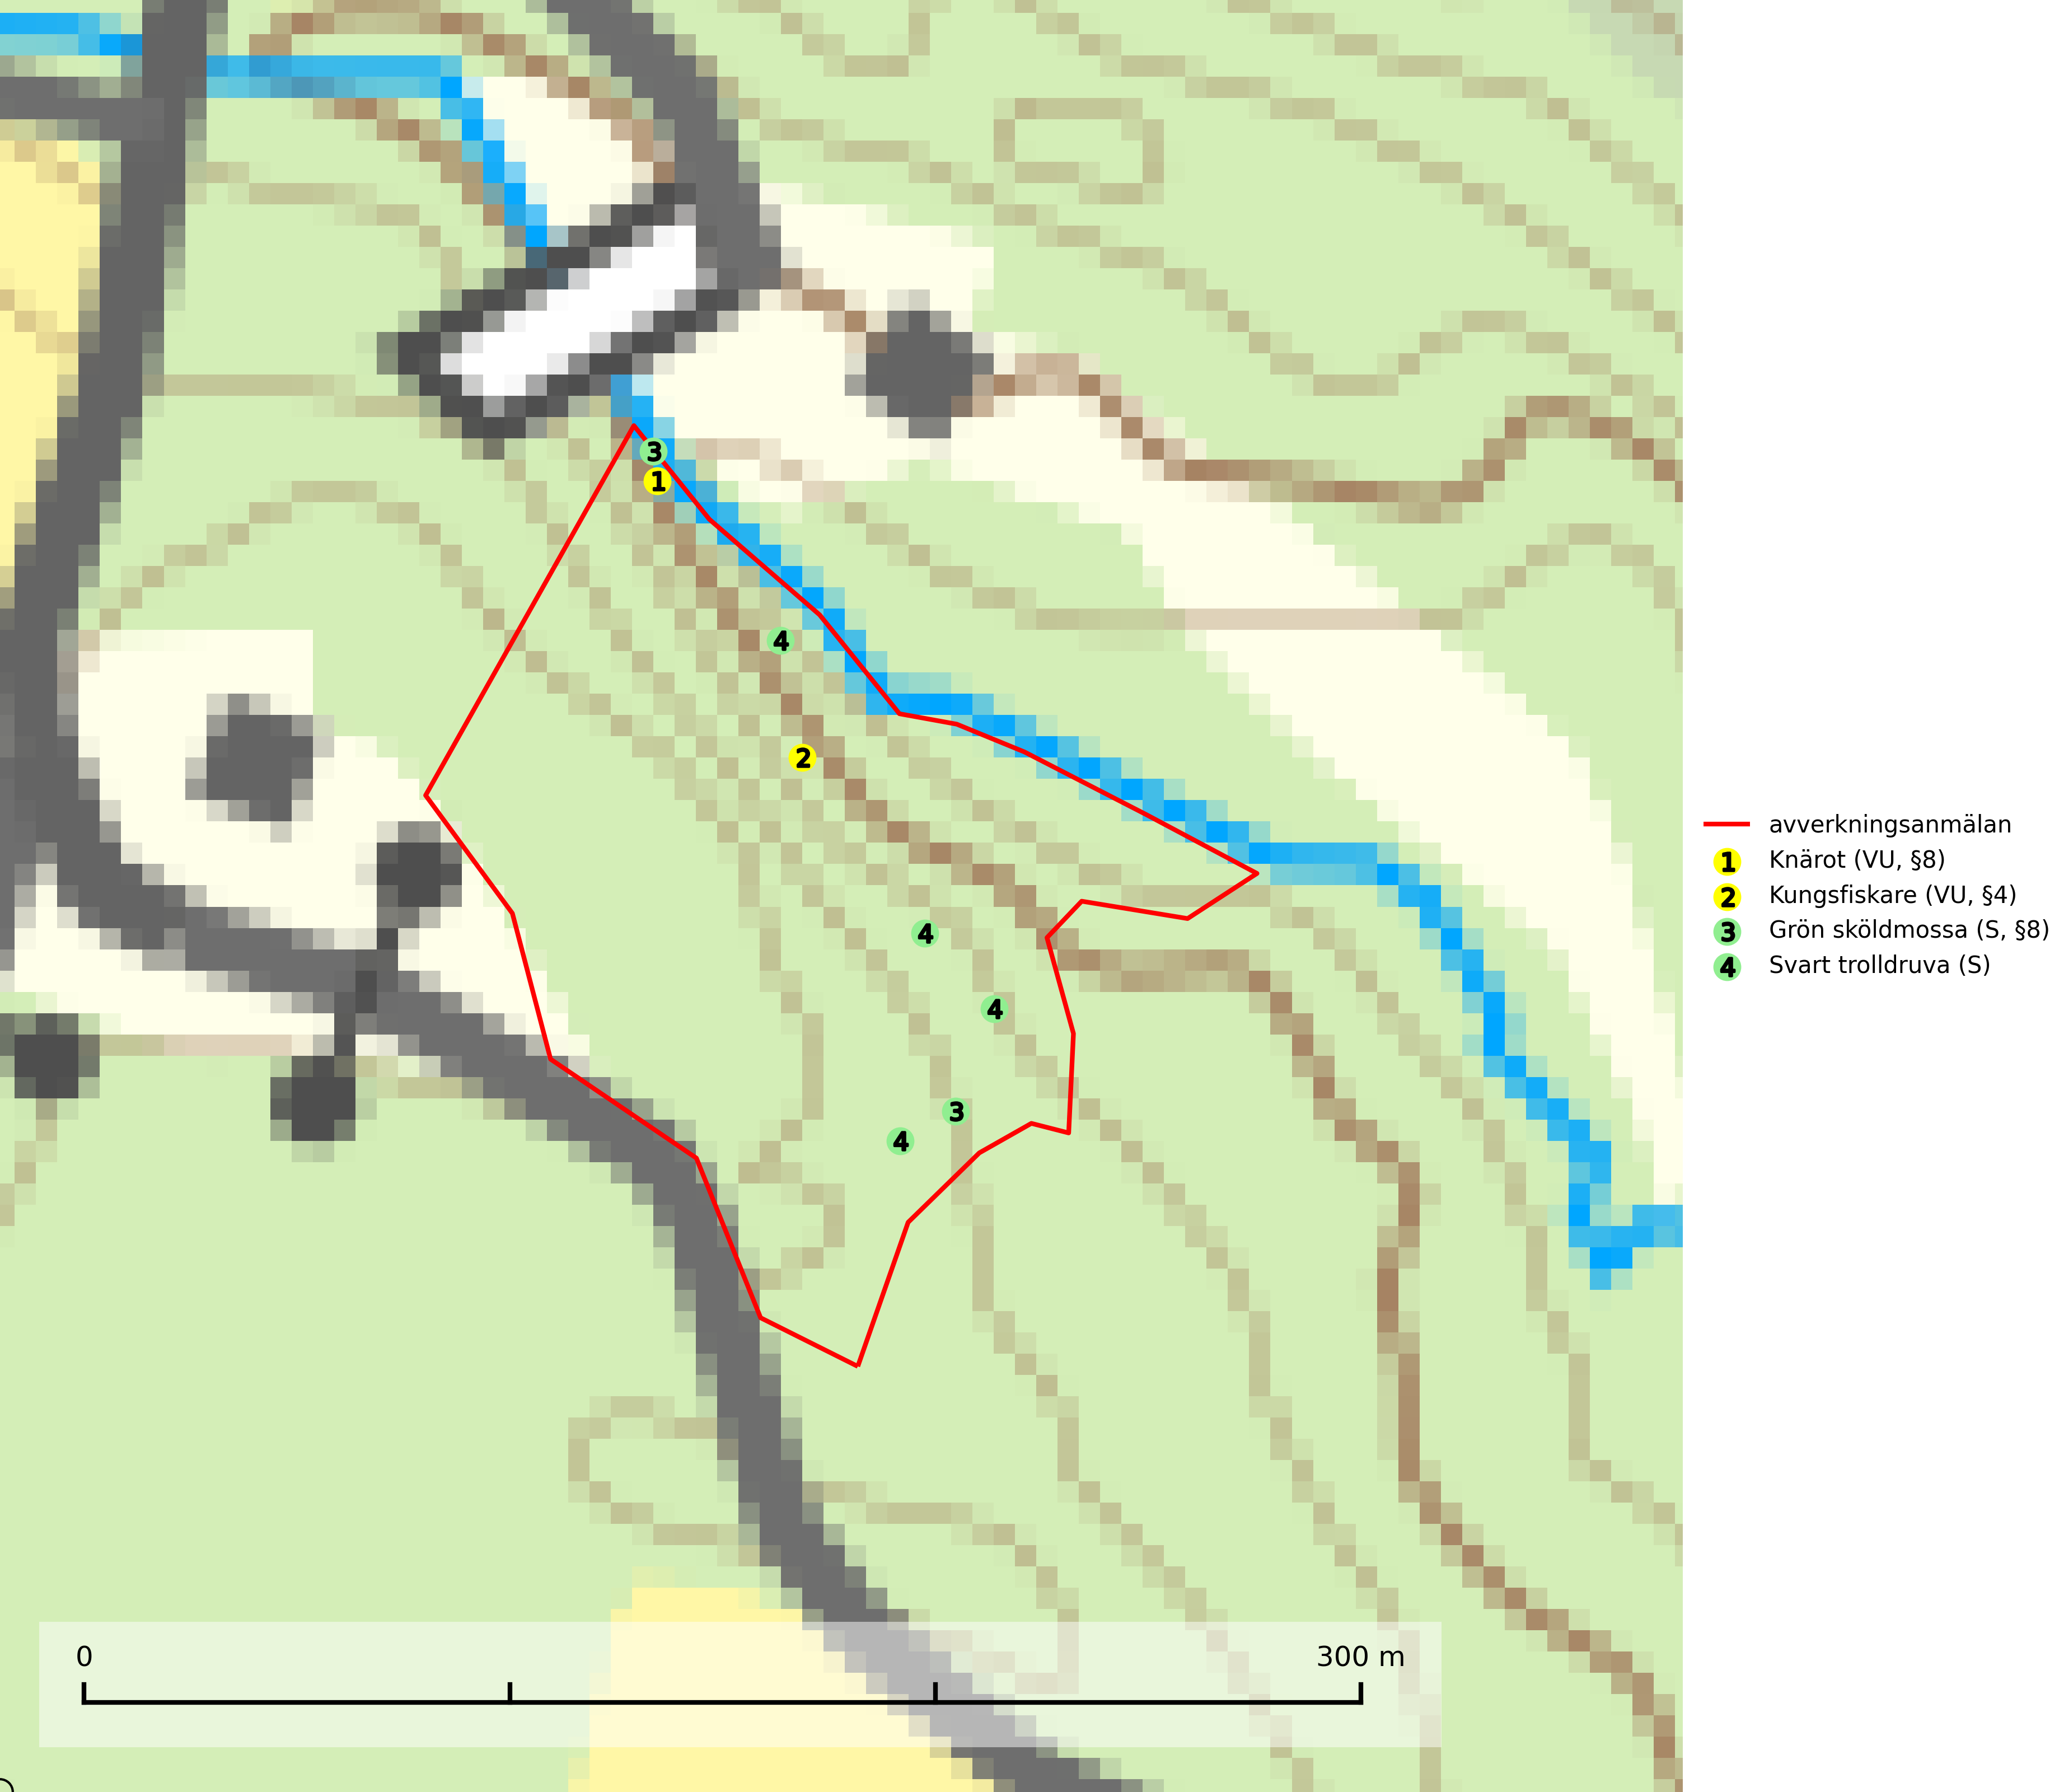 3
1
4
2
4
4
3
4
avverkningsanmälan
1 Knärot (VU, §8)
2 Kungsfiskare (VU, §4)
3 Grön sköldmossa (S, §8)
4 Svart trolldruva (S)
0 300 m